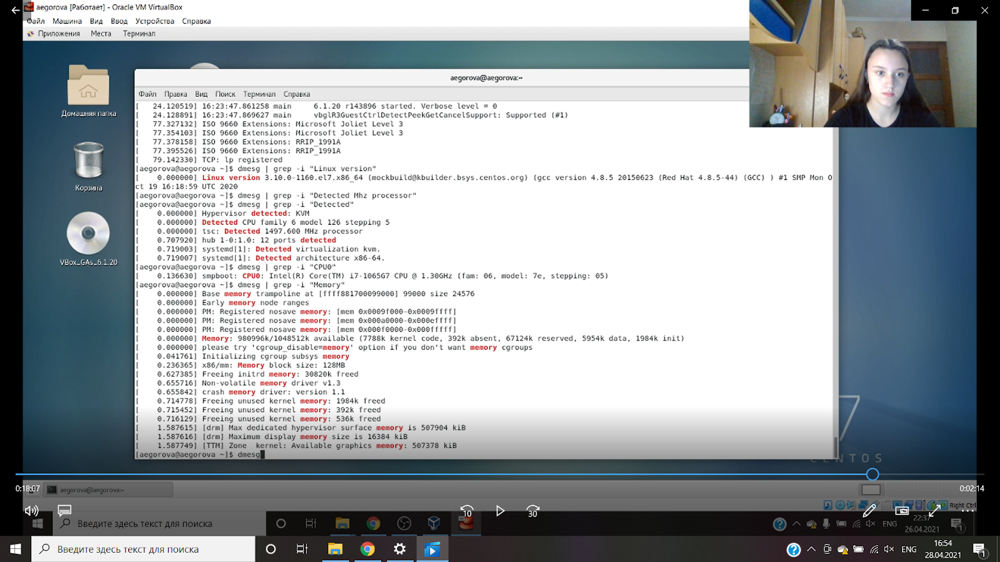 aegorova [Работает] - Oracle VM VirtualBox
Файл Машина Вид Ввод Устройства Справка
Приложения Места Терминал
Домашняя папка
Корзина
VBox_GAs_6.1.20
aegorova@aegorova:~
Файл Правка Вид Поиск Терминал Справка
[   24.120519] 16:23:47.861258 main     6.1.20 r143896 started. Verbose level = 0
[   24.128891] 16:23:47.869627 main     vbglR3GuestCtrlDetectPeekGetCancelSupport: Supported (#1)
[   77.327132] ISO 9660 Extensions: Microsoft Joliet Level 3
[   77.354103] ISO 9660 Extensions: Microsoft Joliet Level 3
[   77.378158] ISO 9660 Extensions: RRIP_1991A
[   77.395526] ISO 9660 Extensions: RRIP_1991A
[   79.142330] TCP: lp registered
[aegorova@aegorova ~]$ dmesg | grep -i "Linux version"
[    0.000000] Linux version 3.10.0-1160.el7.x86_64 (mockbuild@kbuilder.bsys.centos.org) (gcc version 4.8.5 20150623 (Red Hat 4.8.5-44) (GCC) ) #1 SMP Mon O
ct 19 16:18:59 UTC 2020
[aegorova@aegorova ~]$ dmesg | grep -i "Detected Mhz processor"
[aegorova@aegorova ~]$ dmesg | grep -i "Detected"
[    0.000000] Hypervisor detected: KVM
[    0.000000] Detected CPU family 6 model 126 stepping 5
[    0.000000] tsc: Detected 1497.600 MHz processor
[    0.707920] hub 1-0:1.0: 12 ports detected
[    0.719003] systemd[1]: Detected virtualization kvm.
[    0.719007] systemd[1]: Detected architecture x86-64.
[aegorova@aegorova ~]$ dmesg | grep -i "CPU0"
[    0.136630] smpboot: CPU0: Intel(R) Core(TM) i7-1065G7 CPU @ 1.30GHz (fam: 06, model: 7e, stepping: 05)
[aegorova@aegorova ~]$ dmesg | grep -i "Memory"
[    0.000000] Base memory trampoline at [ffff881700099000] 99000 size 24576
[    0.000000] Early memory node ranges
[    0.000000] PM: Registered nosave memory: [mem 0x0009f000-0x0009ffff]
[    0.000000] PM: Registered nosave memory: [mem 0x000a0000-0x000effff]
[    0.000000] PM: Registered nosave memory: [mem 0x000f0000-0x000fffff]
[    0.000000] Memory: 980996k/1048512k available (7788k kernel code, 392k absent, 67124k reserved, 5954k data, 1984k init)
[    0.000000] please try 'cgroup_disable=memory' option if you don't want memory cgroups
[    0.041761] Initializing cgroup subsys memory
[    0.236365] x86/mm: Memory block size: 128MB
[    0.627385] Freeing initrd memory: 30820k freed
[    0.655716] Non-volatile memory driver v1.3
[    0.655842] crash memory driver: version 1.1
[    0.714778] Freeing unused kernel memory: 1984k freed
[    0.715452] Freeing unused kernel memory: 392k freed
[    0.716129] Freeing unused kernel memory: 536k freed
[    1.587615] [drm] Max dedicated hypervisor surface memory is 507904 kiB
[    1.587616] [drm] Maximum display memory size is 16384 kiB
[    1.587749] [TTM] Zone  kernel: Available graphics memory: 507378 kiB
[aegorova@aegorova ~]$ dmesg
7
CENTOS
0:18:07
aegorova@aegorova:~
0:02:14
10
30
Right Ctrl
Введите здесь текст для поиска
ENG
22:37
26.04.2021
1
Введите здесь текст для поиска
ENG
16:54
28.04.2021
1